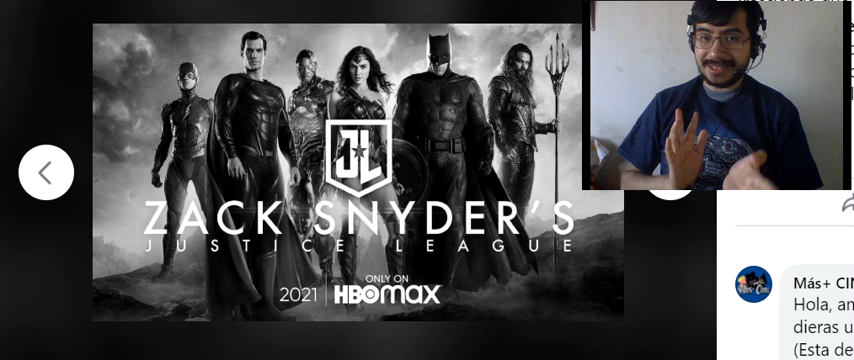 JL
ZACK SNYDER'S
JUSTICE LEAGUE
ONLY ON
2021 HBOmax
Más+ CIN
Hola, an
dieras u
(Esta de